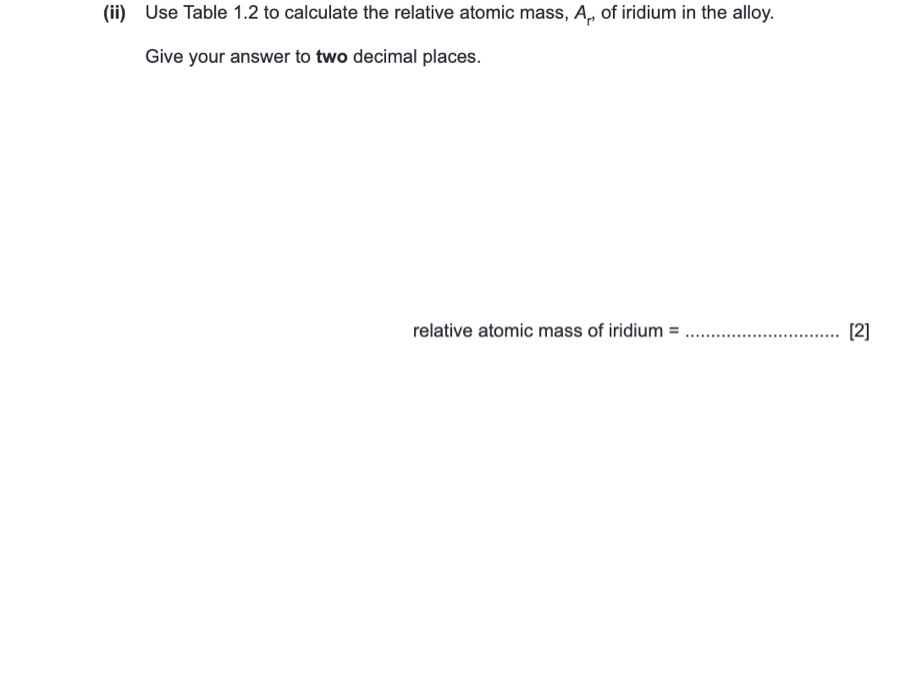 (ii) Use Table 1.2 to calculate the relative atomic mass, Ar, of iridium in the alloy.
Give your answer to two decimal places.
relative atomic mass of iridium = .............................. [2]